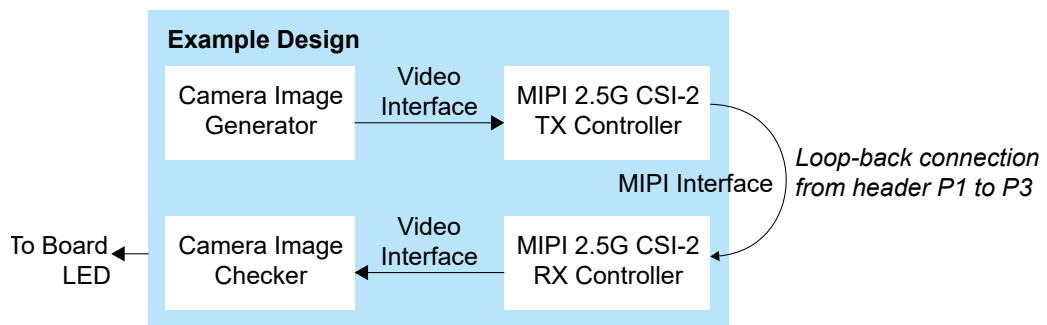 Example Design
Camera Image
Generator
Video
Interface
MIPI 2.5G CSI-2
TX Controller
MIPI Interface
Loop-back connection
from header P1 to P3
To Board
LED
Camera Image
Checker
Video
Interface
MIPI 2.5G CSI-2
RX Controller